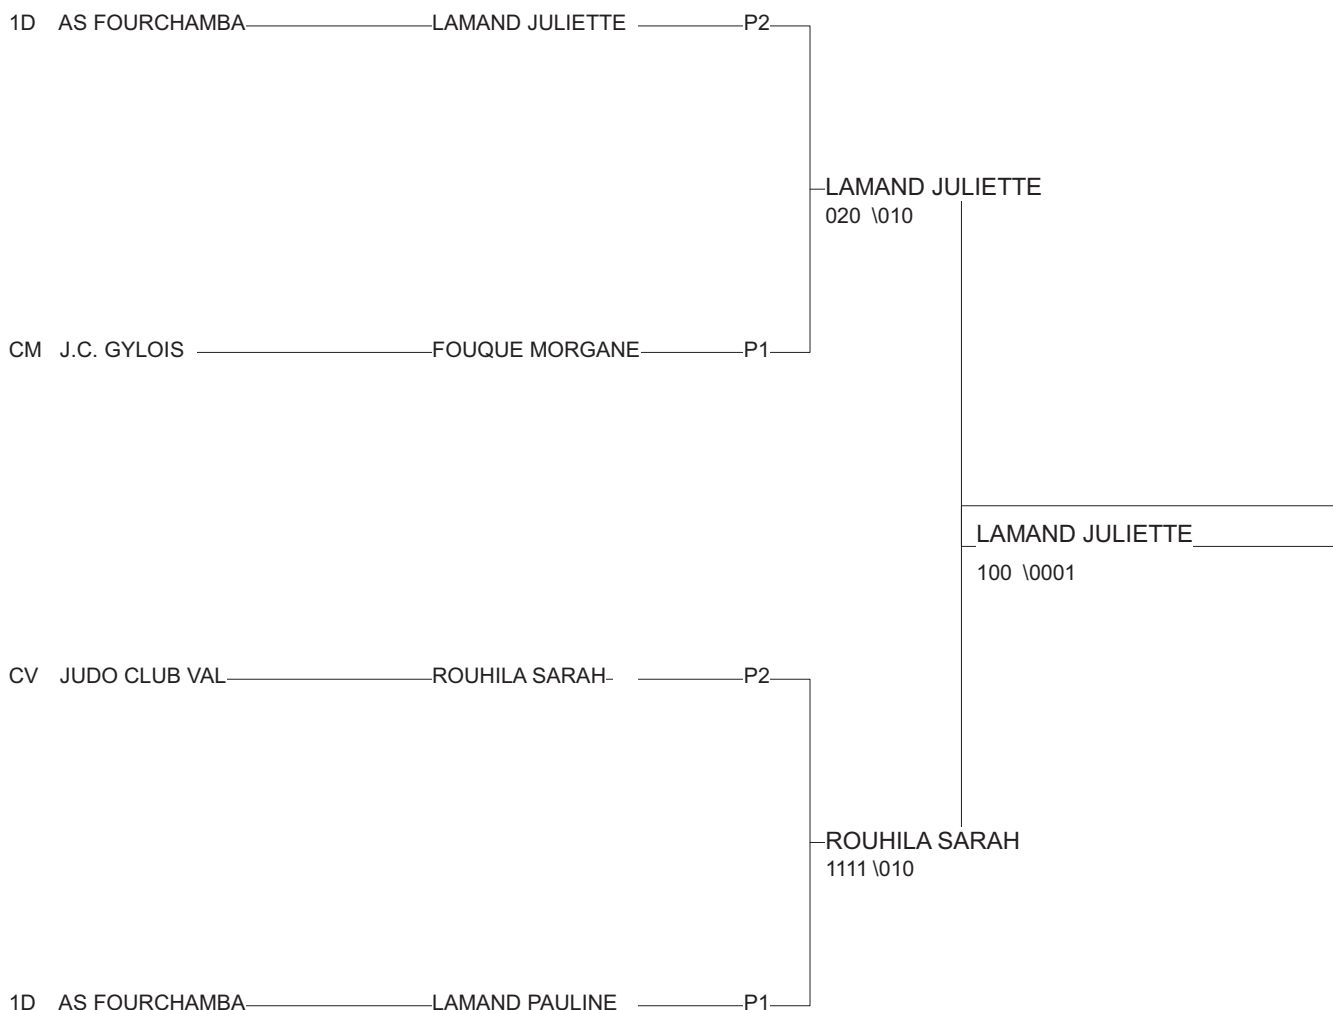 1D AS FOURCHAMBA LAMAND JULIETTE P2
LAMAND JULIETTE
020 \010
CM J.C. GYLOIS FOUQUE MORGANE P1
LAMAND JULIETTE
100 \0001
CV JUDO CLUB VAL ROUHILA SARAH P2
ROUHILA SARAH
1111 \010
1D AS FOURCHAMBA LAMAND PAULINE P1